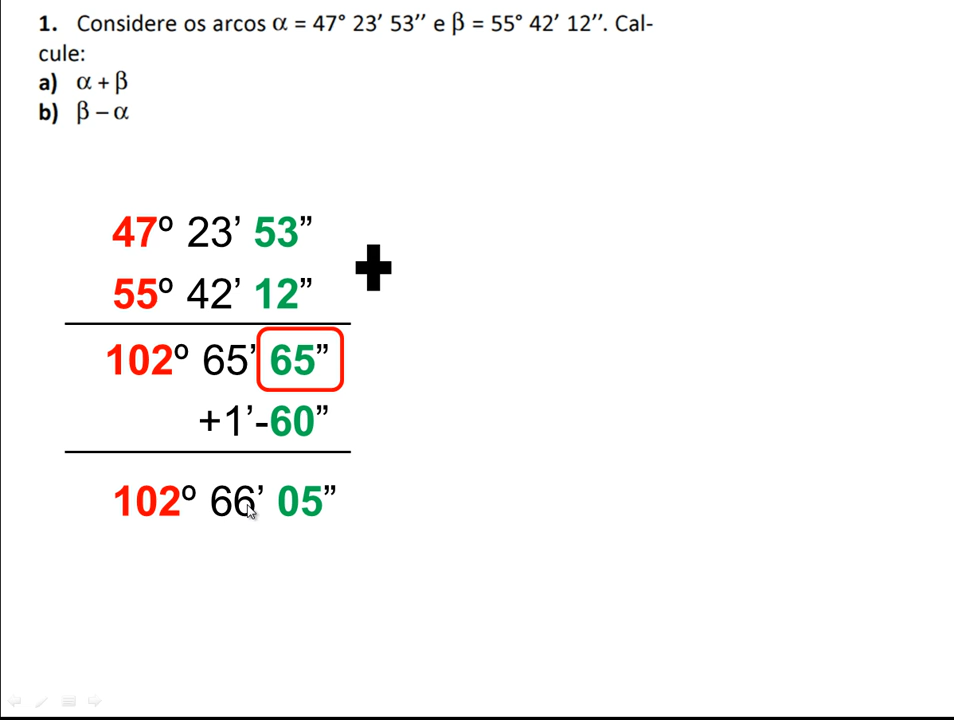 1. Considere os arcos α = 47° 23′ 53′′ e β = 55° 42′ 12′′. Cal-
cule:
a) α + β
b) β – α
47º 23’ 53”
55º 42’ 12”
+
102º 65’ 65”
+1’-60”
102º 66’ 05”